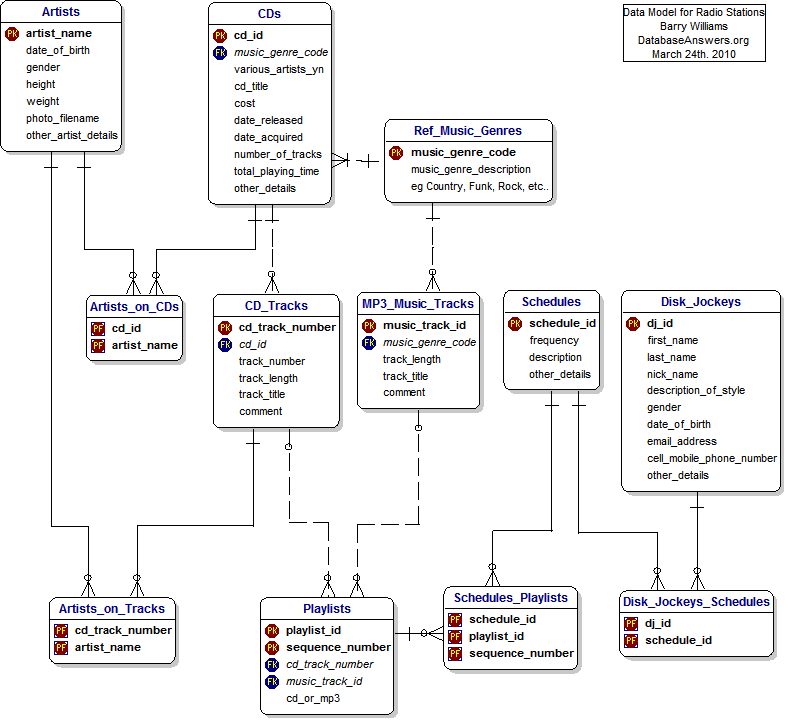 Artists
PK artist_name
date_of_birth
gender
height
weight
photo_filename
other_artist_details
CDs
PK cd_id
FK music_genre_code
various_artists_yn
cd_title
cost
date_released
date_acquired
number_of_tracks
total_playing_time
other_details
Data Model for Radio Stations
Barry Williams
DatabaseAnswers.org
March 24th. 2010
Ref_Music_Genres
PK music_genre_code
music_genre_description
eg Country, Funk, Rock, etc..
Artists_on_CDs
PF cd_id
PF artist_name
CD_Tracks
PK cd_track_number
FK cd_id
track_number
track_length
track_title
comment
MP3_Music_Tracks
PK music_track_id
FK music_genre_code
track_length
track_title
comment
Schedules
PK schedule_id
frequency
description
other_details
Disk_Jockeys
PK dj_id
first_name
last_name
nick_name
description_of_style
gender
date_of_birth
email_address
cell_mobile_phone_number
other_details
Artists_on_Tracks
PF cd_track_number
PF artist_name
Playlists
PK playlist_id
PK sequence_number
FK cd_track_number
FK music_track_id
cd_or_mp3
Schedules_Playlists
PF schedule_id
PF playlist_id
PF sequence_number
Disk_Jockeys_Schedules
PF dj_id
PF schedule_id